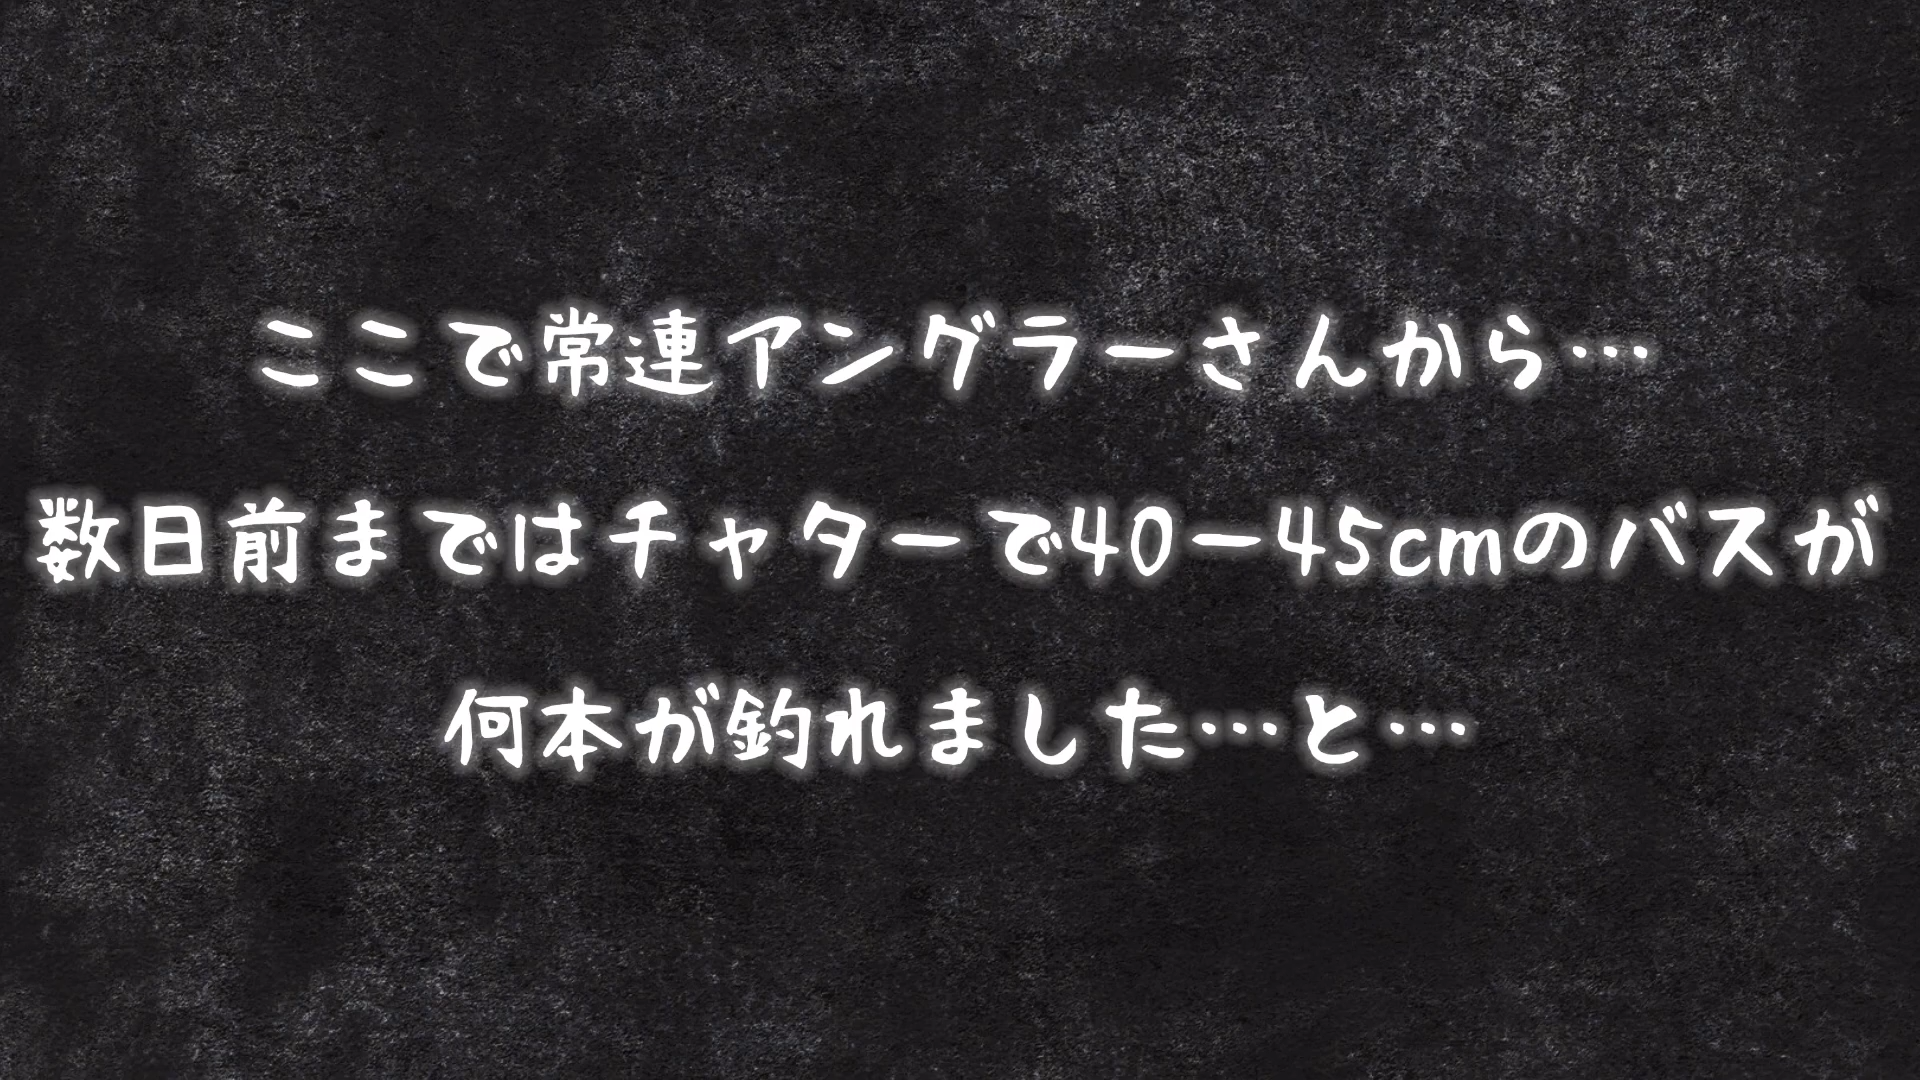 ここで常連アングラーさんから…
数日前まではチャターで40ー45cmのバスが
何本が釣れました…と…